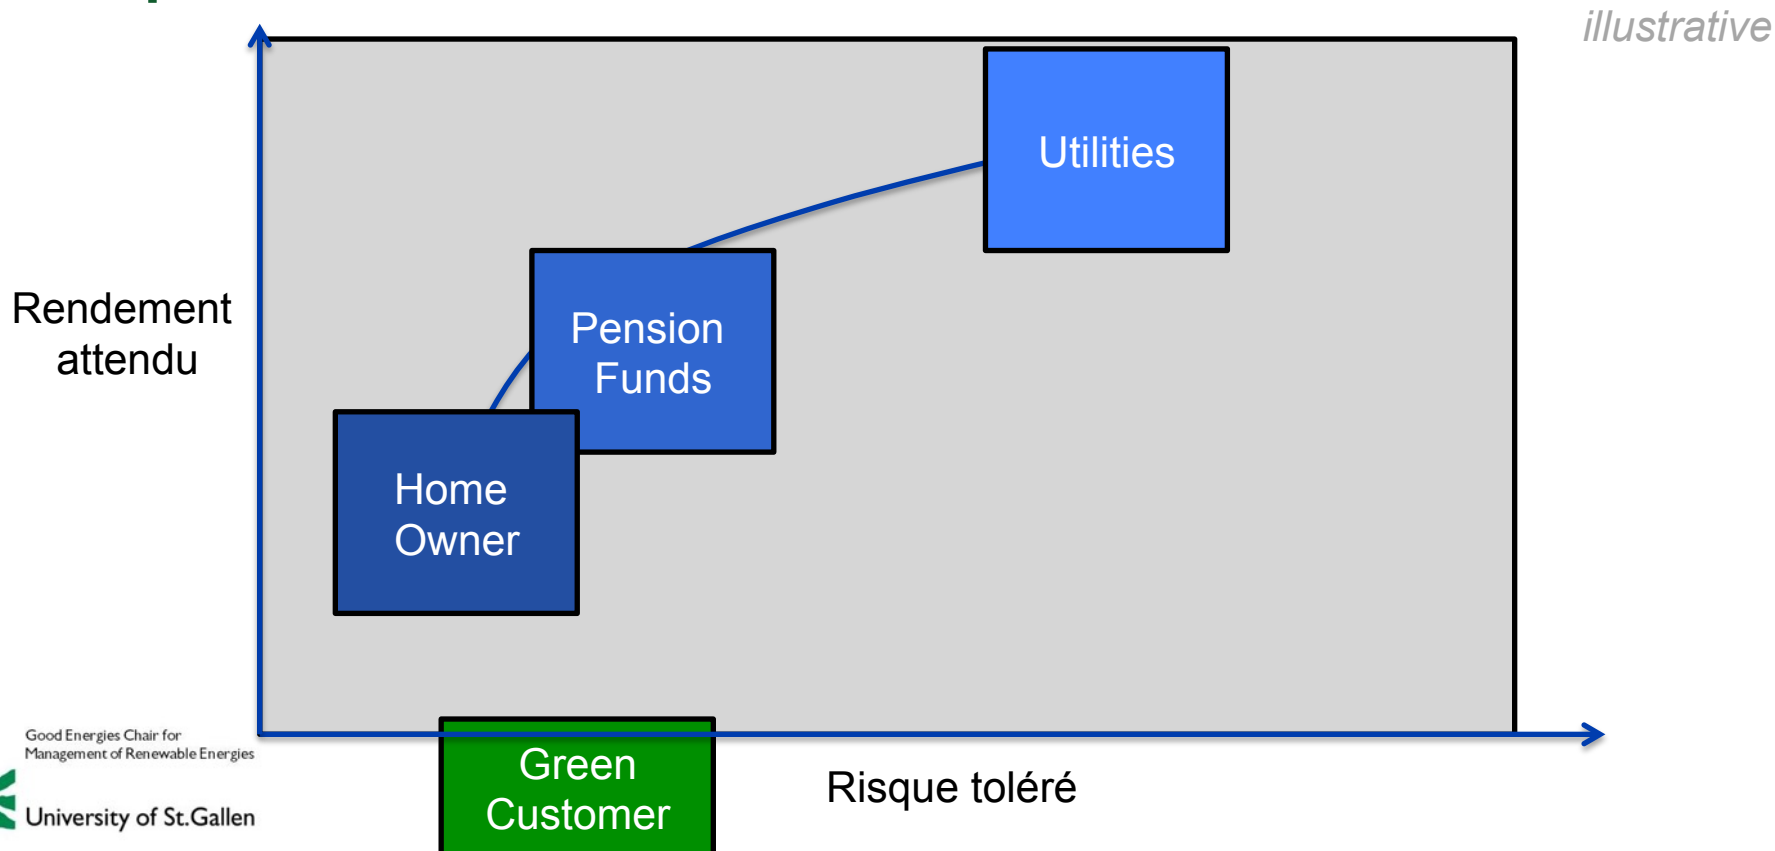 illustrative
Utilities
Rendement
attendu
Pension
Funds
Home
Owner
Good Energies Chair for
Management of Renewable Energies
Green
Customer
Risque toléré
University of St.Gallen